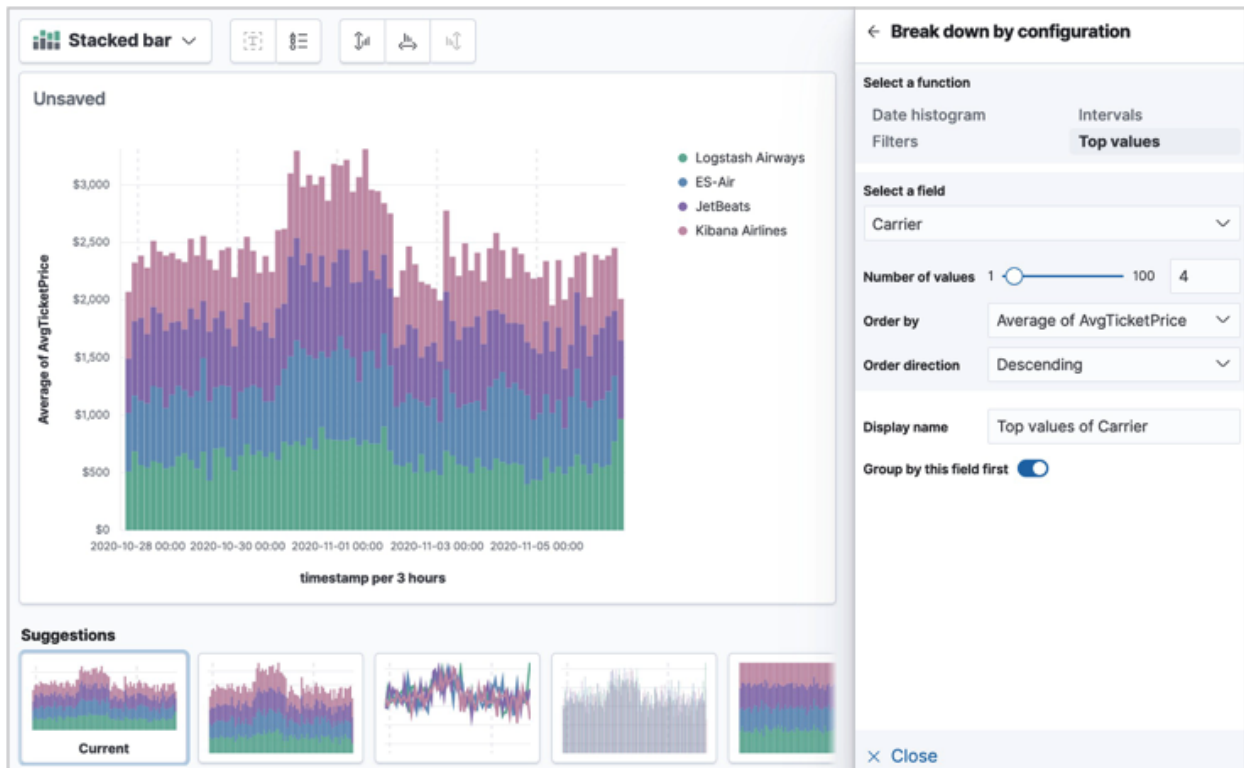 Stacked bar
Unsaved
Average of AvgTicketPrice
$3,000
$2,500
$2,000
$1,500
$1,000
$500
$0
2020-10-28 00:00 2020-10-30 00:00 2020-11-01 00:00 2020-11-03 00:00 2020-11-05 00:00
timestamp per 3 hours
Logstash Airways
ES-Air
JetBeats
Kibana Airlines
Suggestions
Current
Break down by configuration
Select a function
Date histogram Intervals
Filters Top values
Select a field
Carrier
Number of values 1 100 4
Order by Average of AvgTicketPrice
Order direction Descending
Display name Top values of Carrier
Group by this field first
Close